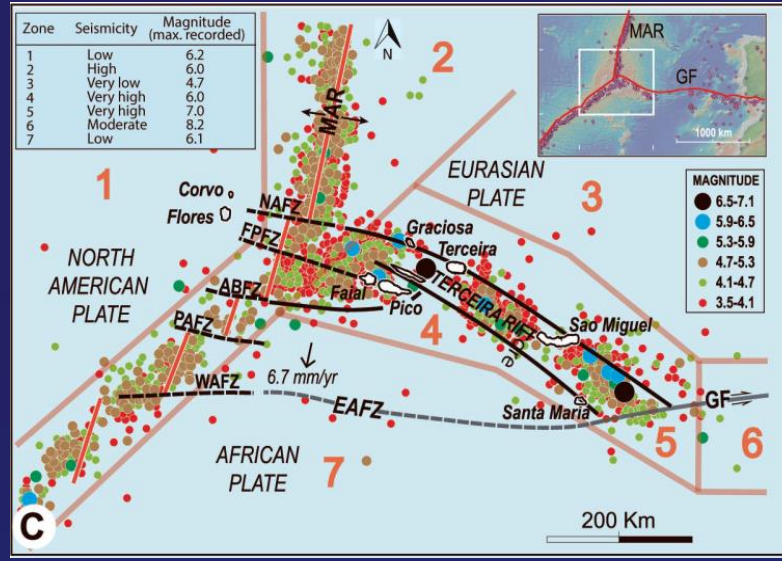 Zone Seismicity Magnitude
(max. recorded)
1 Low 6.2
2 High 6.0
3 Very low 4.7
4 Very high 6.0
5 Very high 7.0
6 Moderate 8.2
7 Low 6.1
N
2
MAR
MAR
GF
1000 km
1
EURASIAN
PLATE
3
MAGNITUDE
6.5-7.1
5.9-6.5
5.3-5.9
4.7-5.3
4.1-4.7
3.5-4.1
Corvo
Flores
NAFZ
Graciosa
Terceira
NORTH
AMERICAN
PLATE
FPFZ
ABFZ
Faial
Pico
TERCEIRA RIFT
4
Sao Miguel
PAFZ
6.7 mm/yr
WAFZ
EAFZ
Santa Maria
GF
AFRICAN
PLATE
7
5
6
C
200 Km